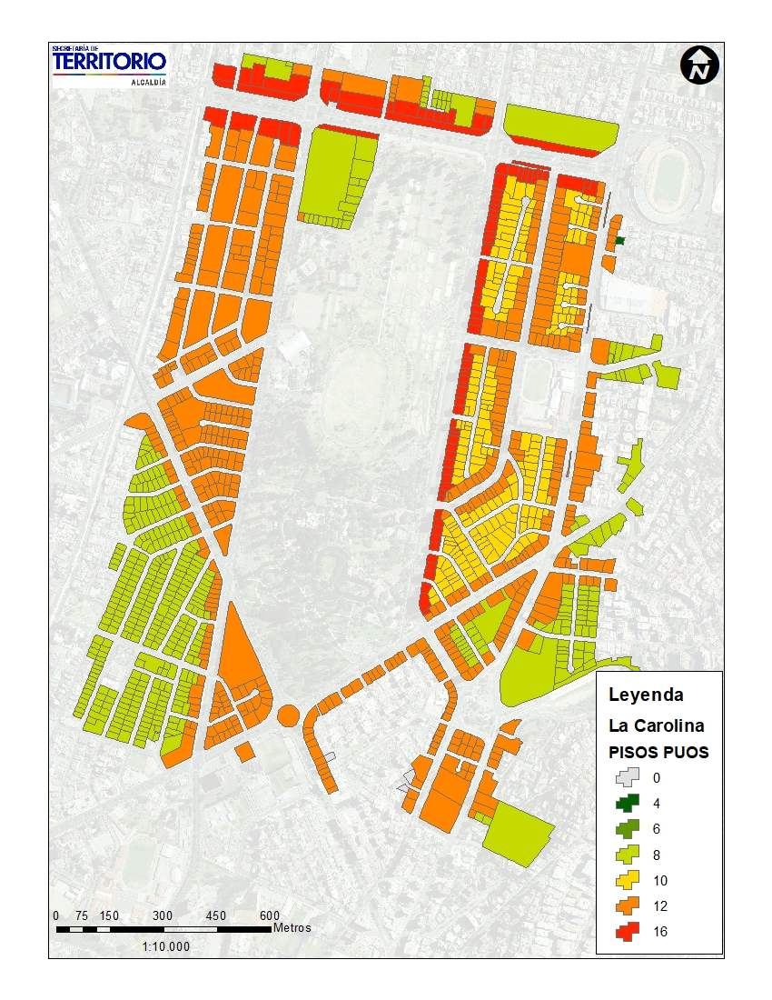 SECRETARÍA DE
TERRITORIO
ALCALDÍA
N
Leyenda
La Carolina
PISOS PUOS
0
4
6
8
10
12
16
0 75 150 300 450 600
Metros
1:10.000